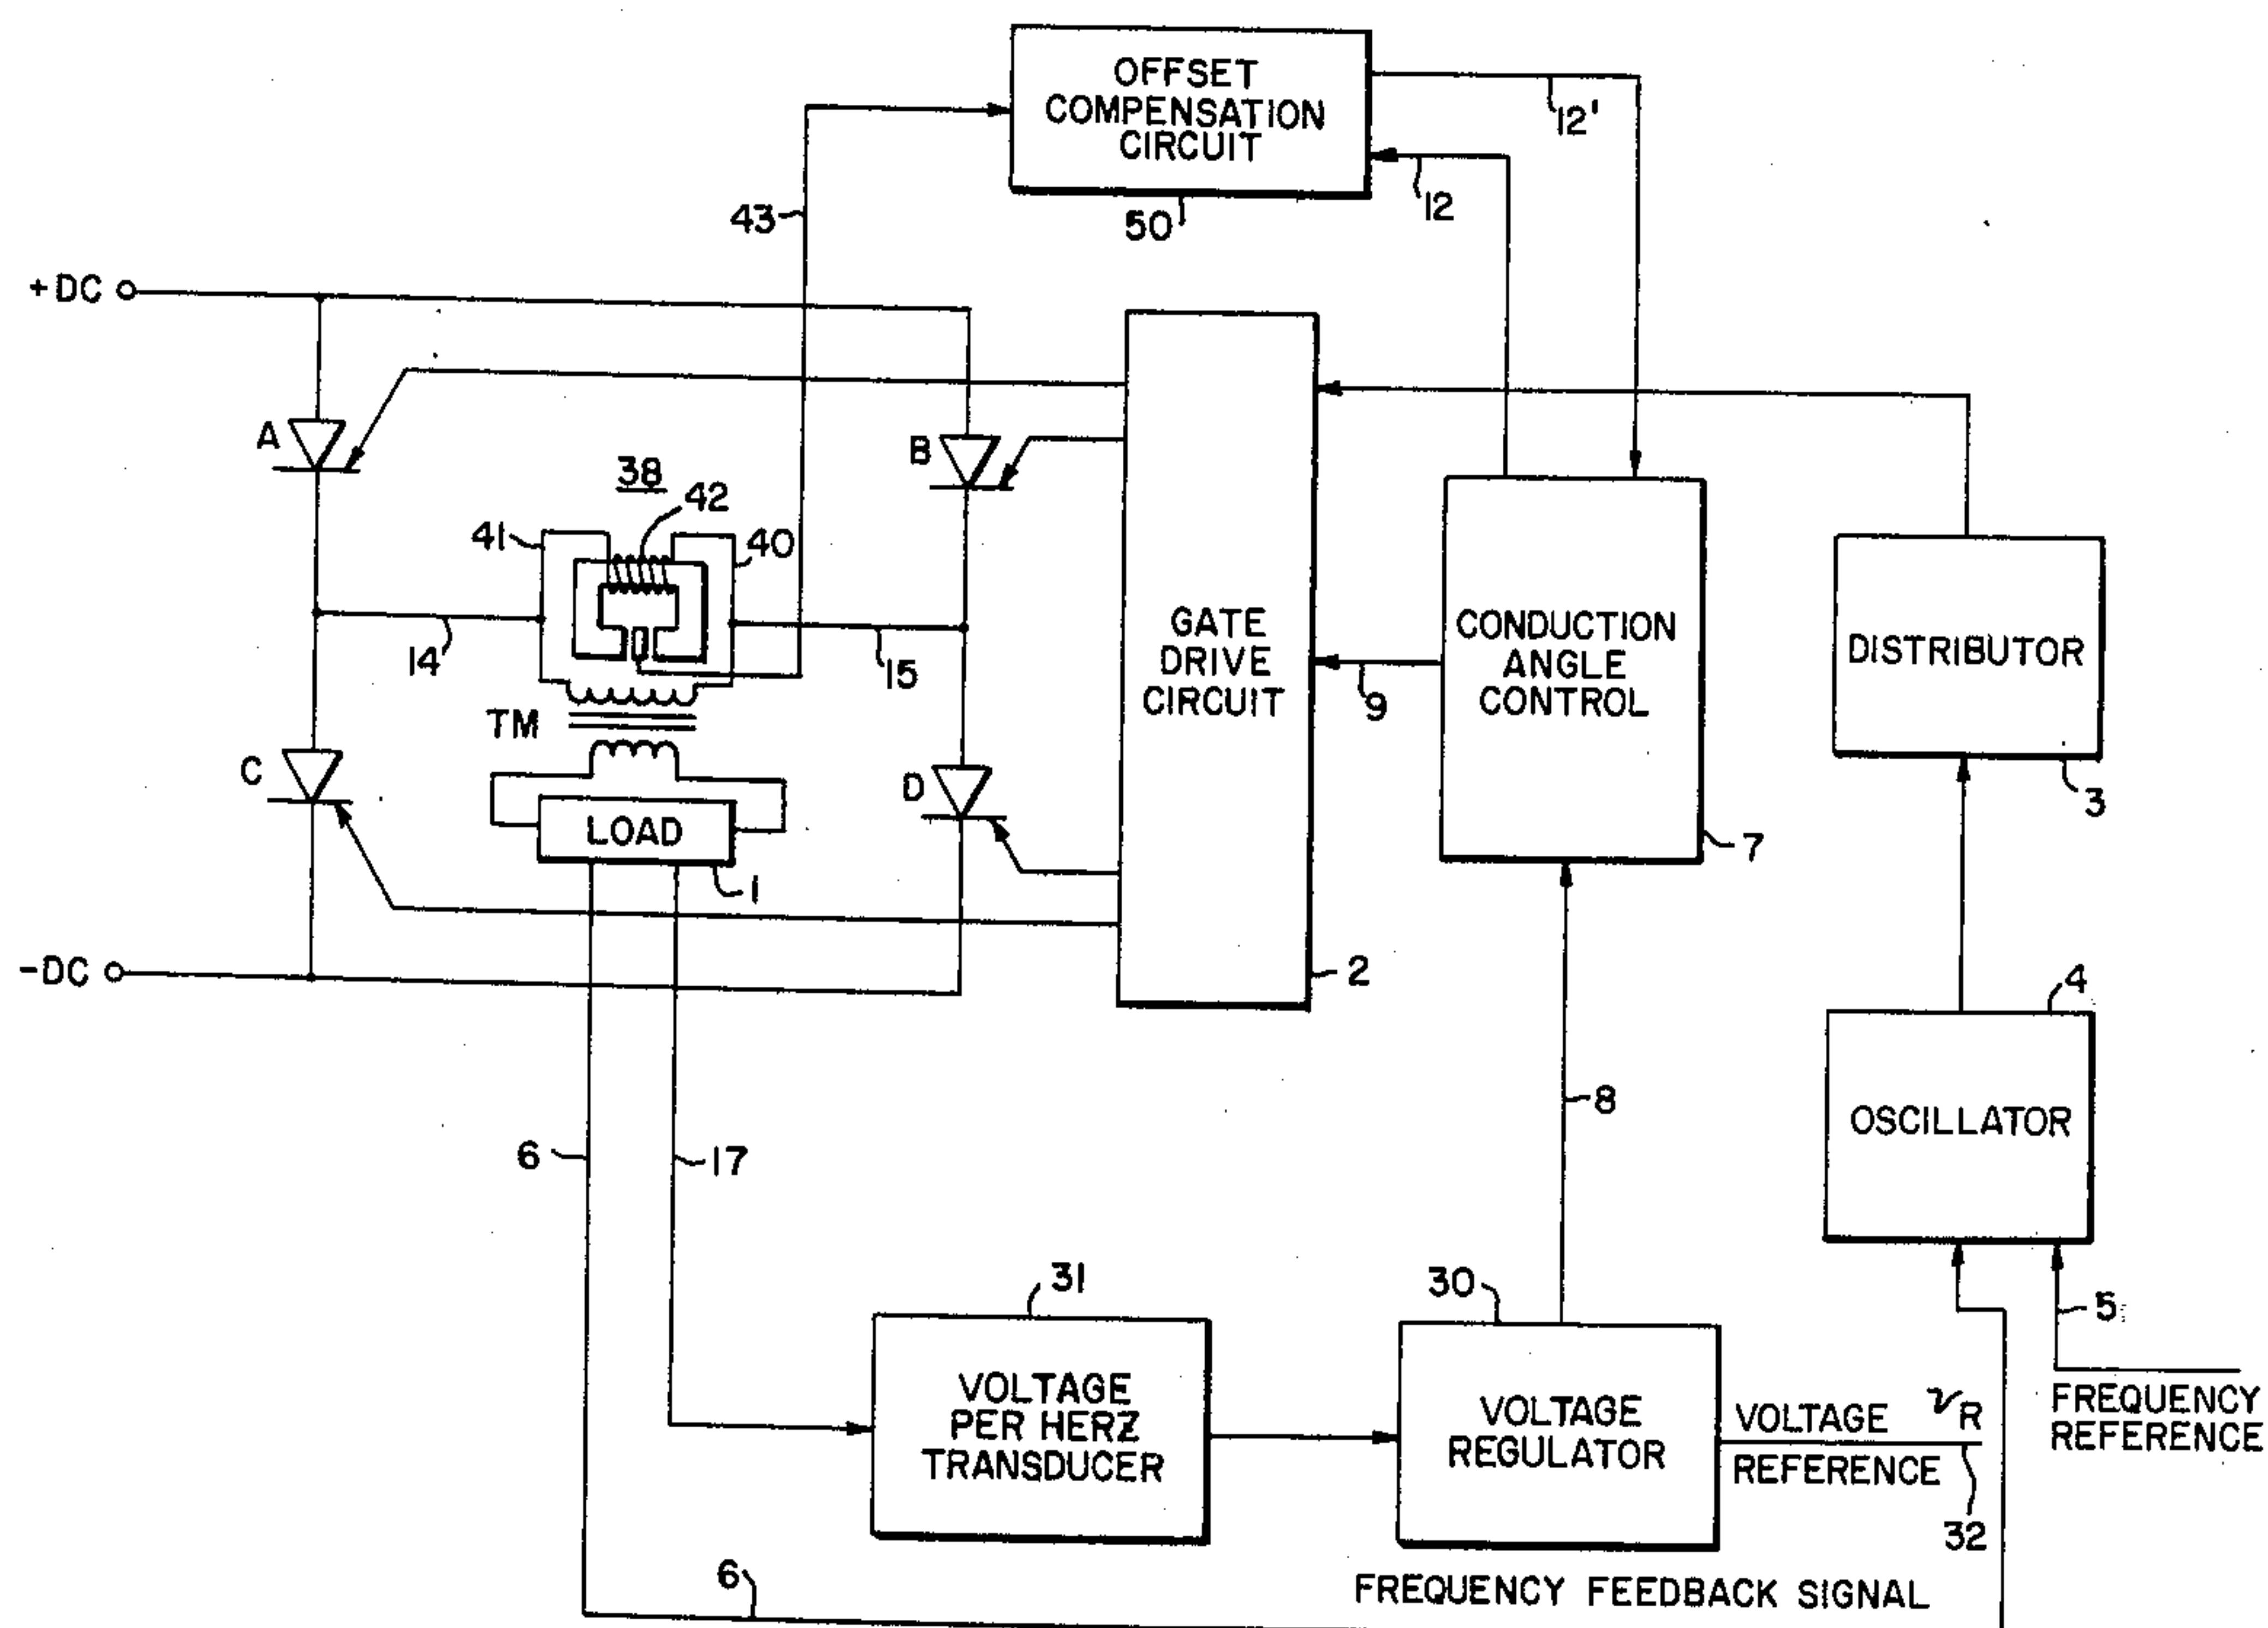 OFFSET
COMPENSATION
CIRCUIT
12'
12
43
50
+DC
A
B
38
42
41
40
14
15
GATE
DRIVE
CIRCUIT
9
CONDUCTION
ANGLE
CONTROL
DISTRIBUTOR
TM
C
D
LOAD
1
7
3
-DC
2
4
8
OSCILLATOR
6
17
31
30
5
VOLTAGE
PER HERZ
TRANSDUCER
VOLTAGE
REGULATOR
VOLTAGE
REFERENCE
vR
32
FREQUENCY
REFERENCE
6
FREQUENCY FEEDBACK SIGNAL